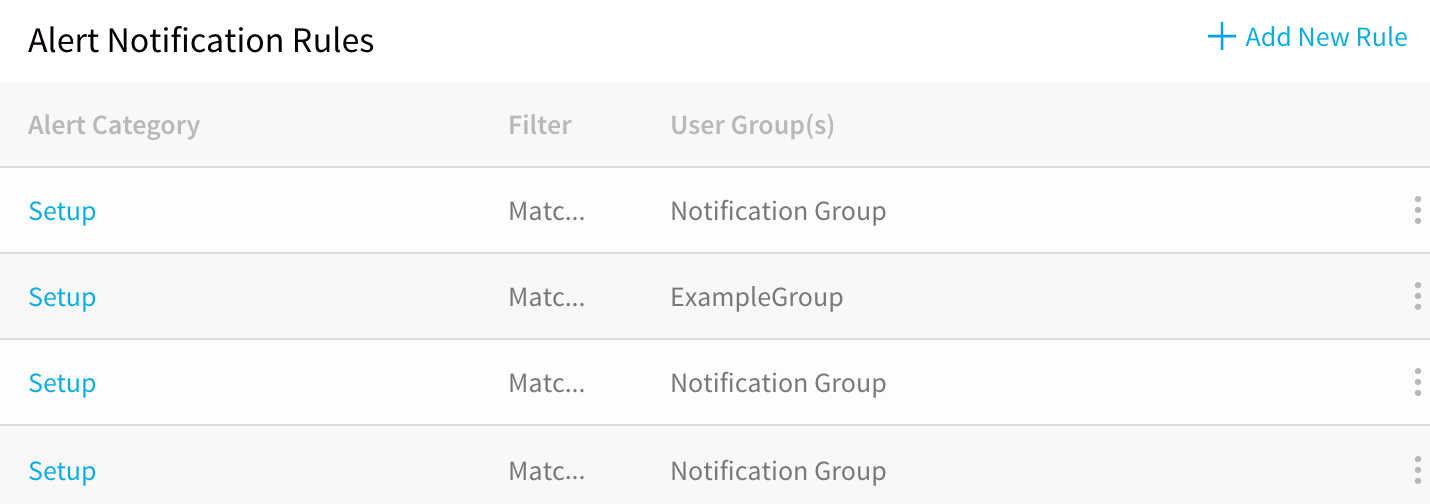 Alert Notification Rules
Add New Rule
Alert Category Filter User Group(s)
Setup Matc... Notification Group
Setup Matc... ExampleGroup
Setup Matc... Notification Group
Setup Matc... Notification Group